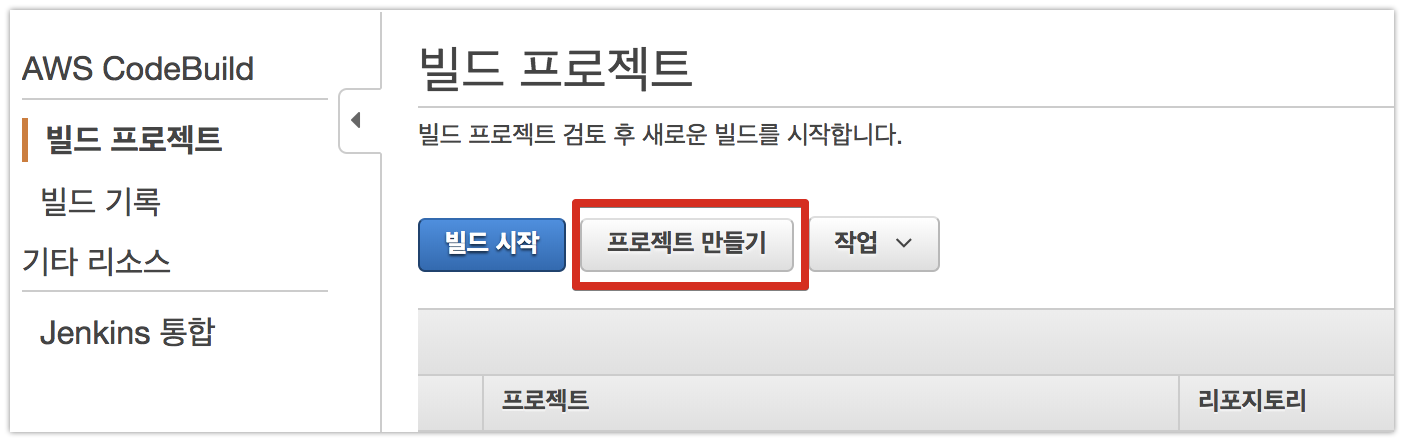 AWS CodeBuild
빌드 프로젝트
빌드 기록
기타 리소스
Jenkins 통합
빌드 프로젝트
빌드 프로젝트 검토 후 새로운 빌드를 시작합니다.
빌드 시작 프로젝트 만들기 작업
프로젝트 리포지토리